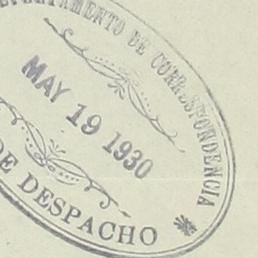 DEPARTAMENTO DE CORRESPONDENCIA
MAY 19 1930
DE DESPACHO